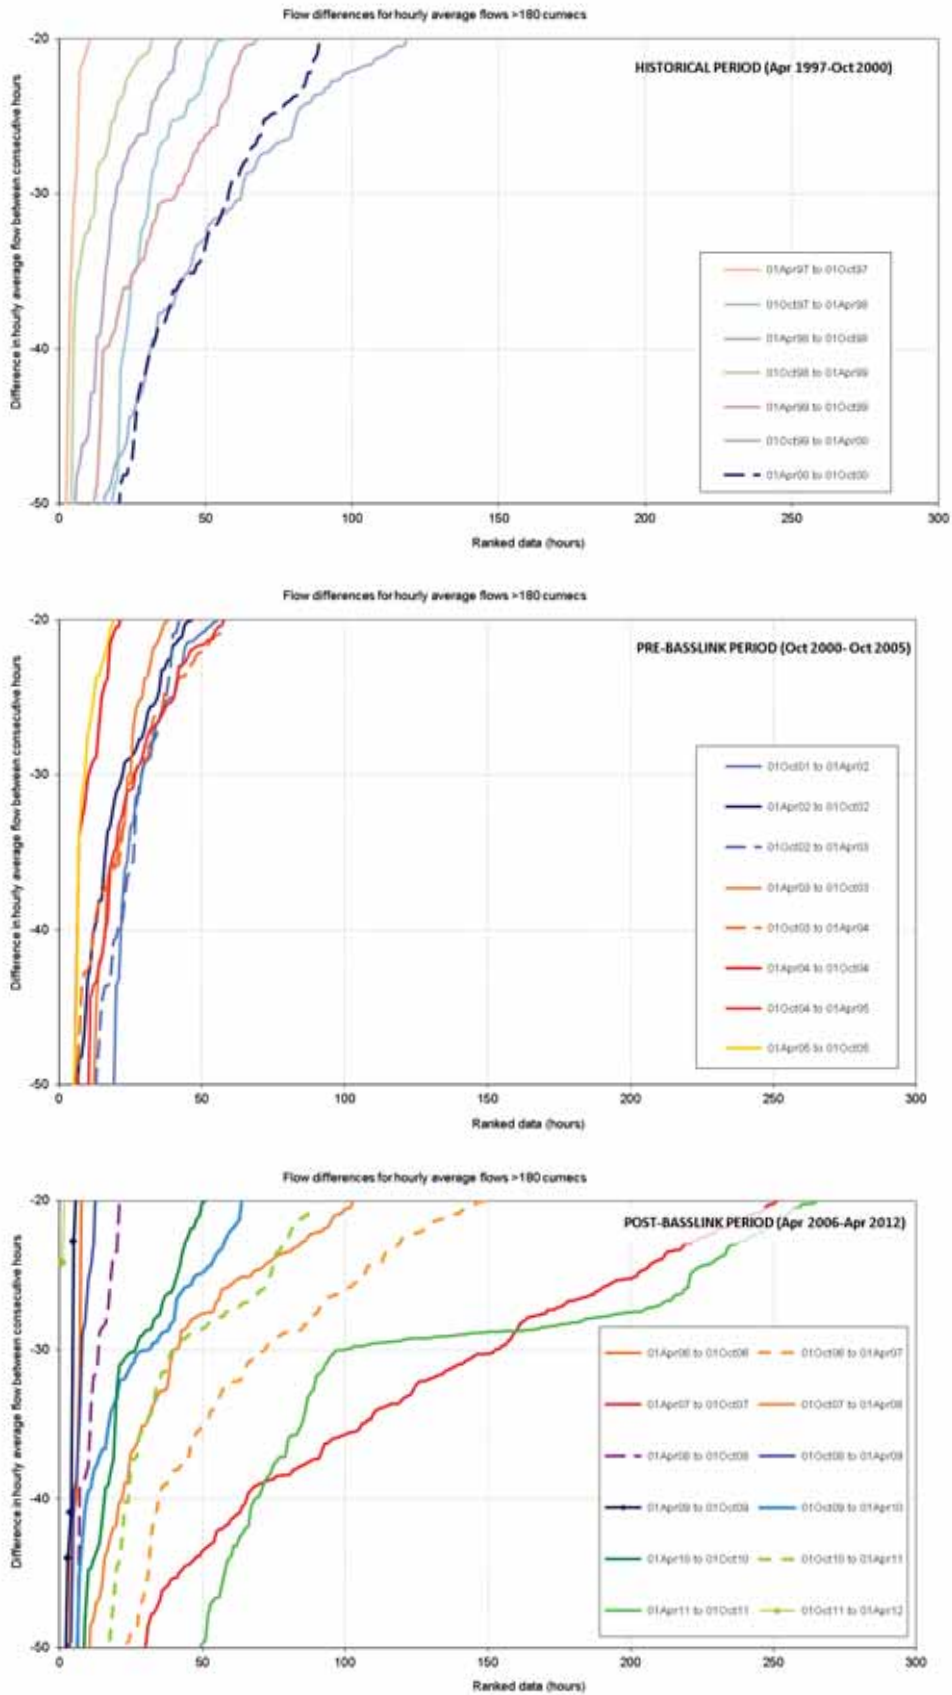 Flow differences for hourly average flows >180 cumecs
HISTORICAL PERIOD (Apr 1997-Oct 2000)
Difference in hourly average flow between consecutive hours
-20
-30
-40
-50
01Apr97 to 01Oct97
01Oct97 to 01Apr98
01Apr98 to 01Oct98
01Oct98 to 01Apr99
01Apr99 to 01Oct99
01Oct99 to 01Apr00
01Apr00 to 01Oct00
0 50 100 150 200 250 300
Ranked data (hours)
Flow differences for hourly average flows >180 cumecs
PRE-BASSLINK PERIOD (Oct 2000- Oct 2005)
Difference in hourly average flow between consecutive hours
-20
-30
-40
-50
01Oct01 to 01Apr02
01Apr02 to 01Oct02
01Oct02 to 01Apr03
01Apr03 to 01Oct03
01Oct03 to 01Apr04
01Apr04 to 01Oct04
01Oct04 to 01Apr05
01Apr05 to 01Oct05
0 50 100 150 200 250 300
Ranked data (hours)
Flow differences for hourly average flows >180 cumecs
POST-BASSLINK PERIOD (Apr 2006-Apr 2012)
Difference in hourly average flow between consecutive hours
-20
-30
-40
-50
01Apr06 to 01Oct06 01Oct06 to 01Apr07
01Apr07 to 01Oct07 01Oct07 to 01Apr08
01Apr08 to 01Oct08 01Oct08 to 01Apr09
01Apr09 to 01Oct09 01Oct09 to 01Apr10
01Apr10 to 01Oct10 01Oct10 to 01Apr11
01Apr11 to 01Oct11 01Oct11 to 01Apr12
0 50 100 150 200 250 300
Ranked data (hours)